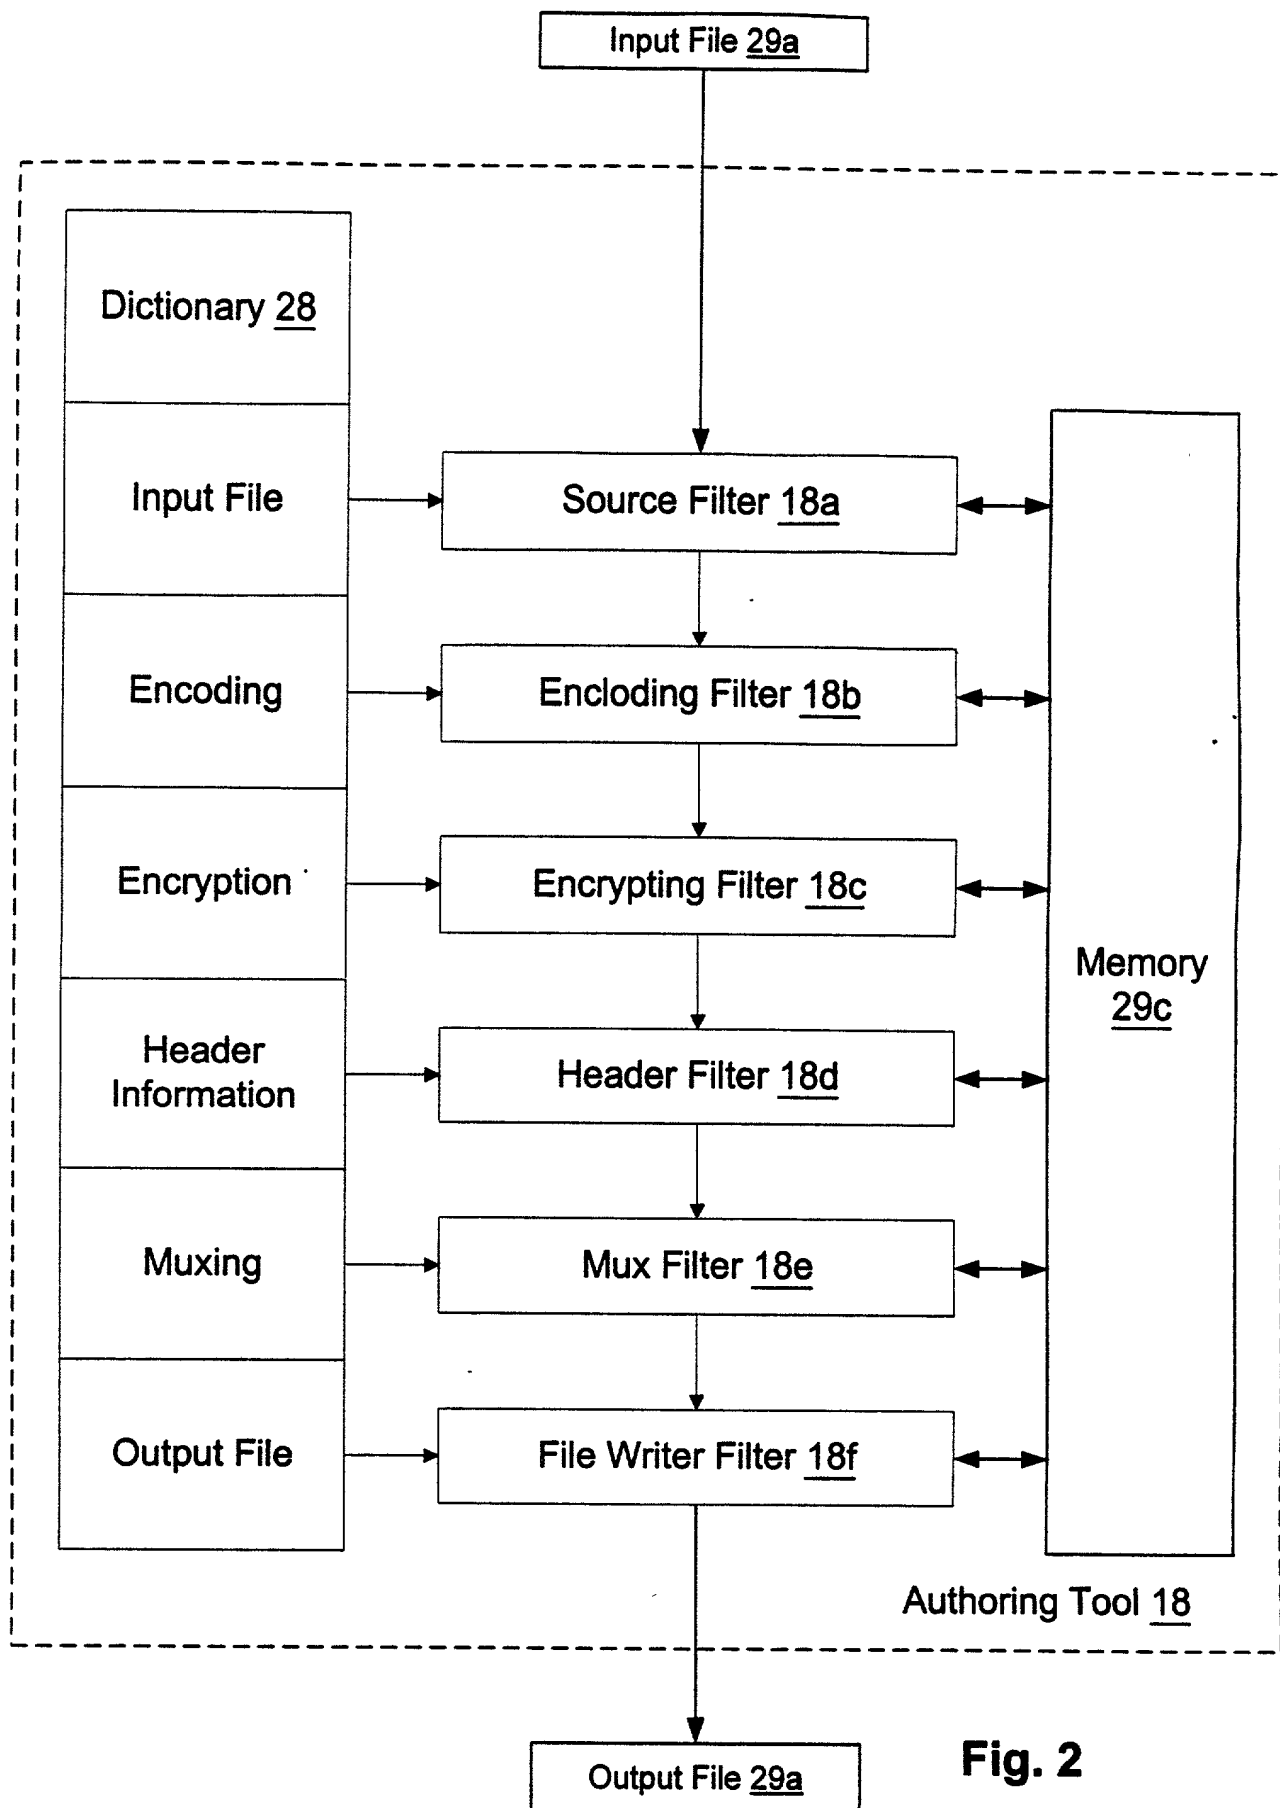 Input File 29a
Dictionary 28
Input File
Source Filter 18a
Encoding
Encloding Filter 18b
Encryption
Encrypting Filter 18c
Memory
29c
Header
Information
Header Filter 18d
Muxing
Mux Filter 18e
Output File
File Writer Filter 18f
Authoring Tool 18
Output File 29a
Fig. 2